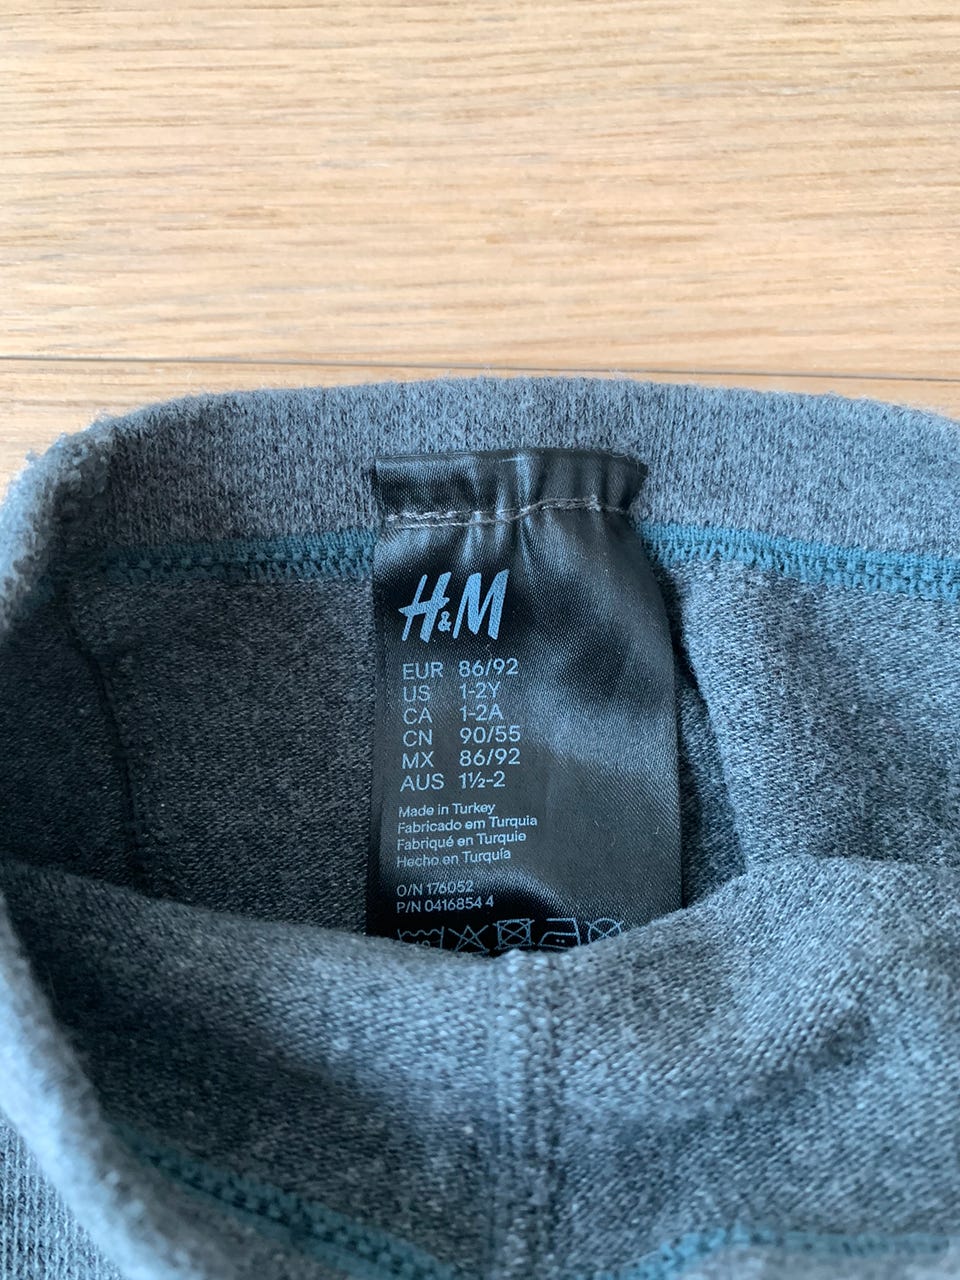 H&M
EUR 86/92
US 1-2Y
CA 1-2A
CN 90/55
MX 86/92
AUS 1½-2
Made in Turkey
Fabricado em Turquia
Fabriqué en Turquie
Hecho en Turquía
O/N 176052
P/N 0416854 4